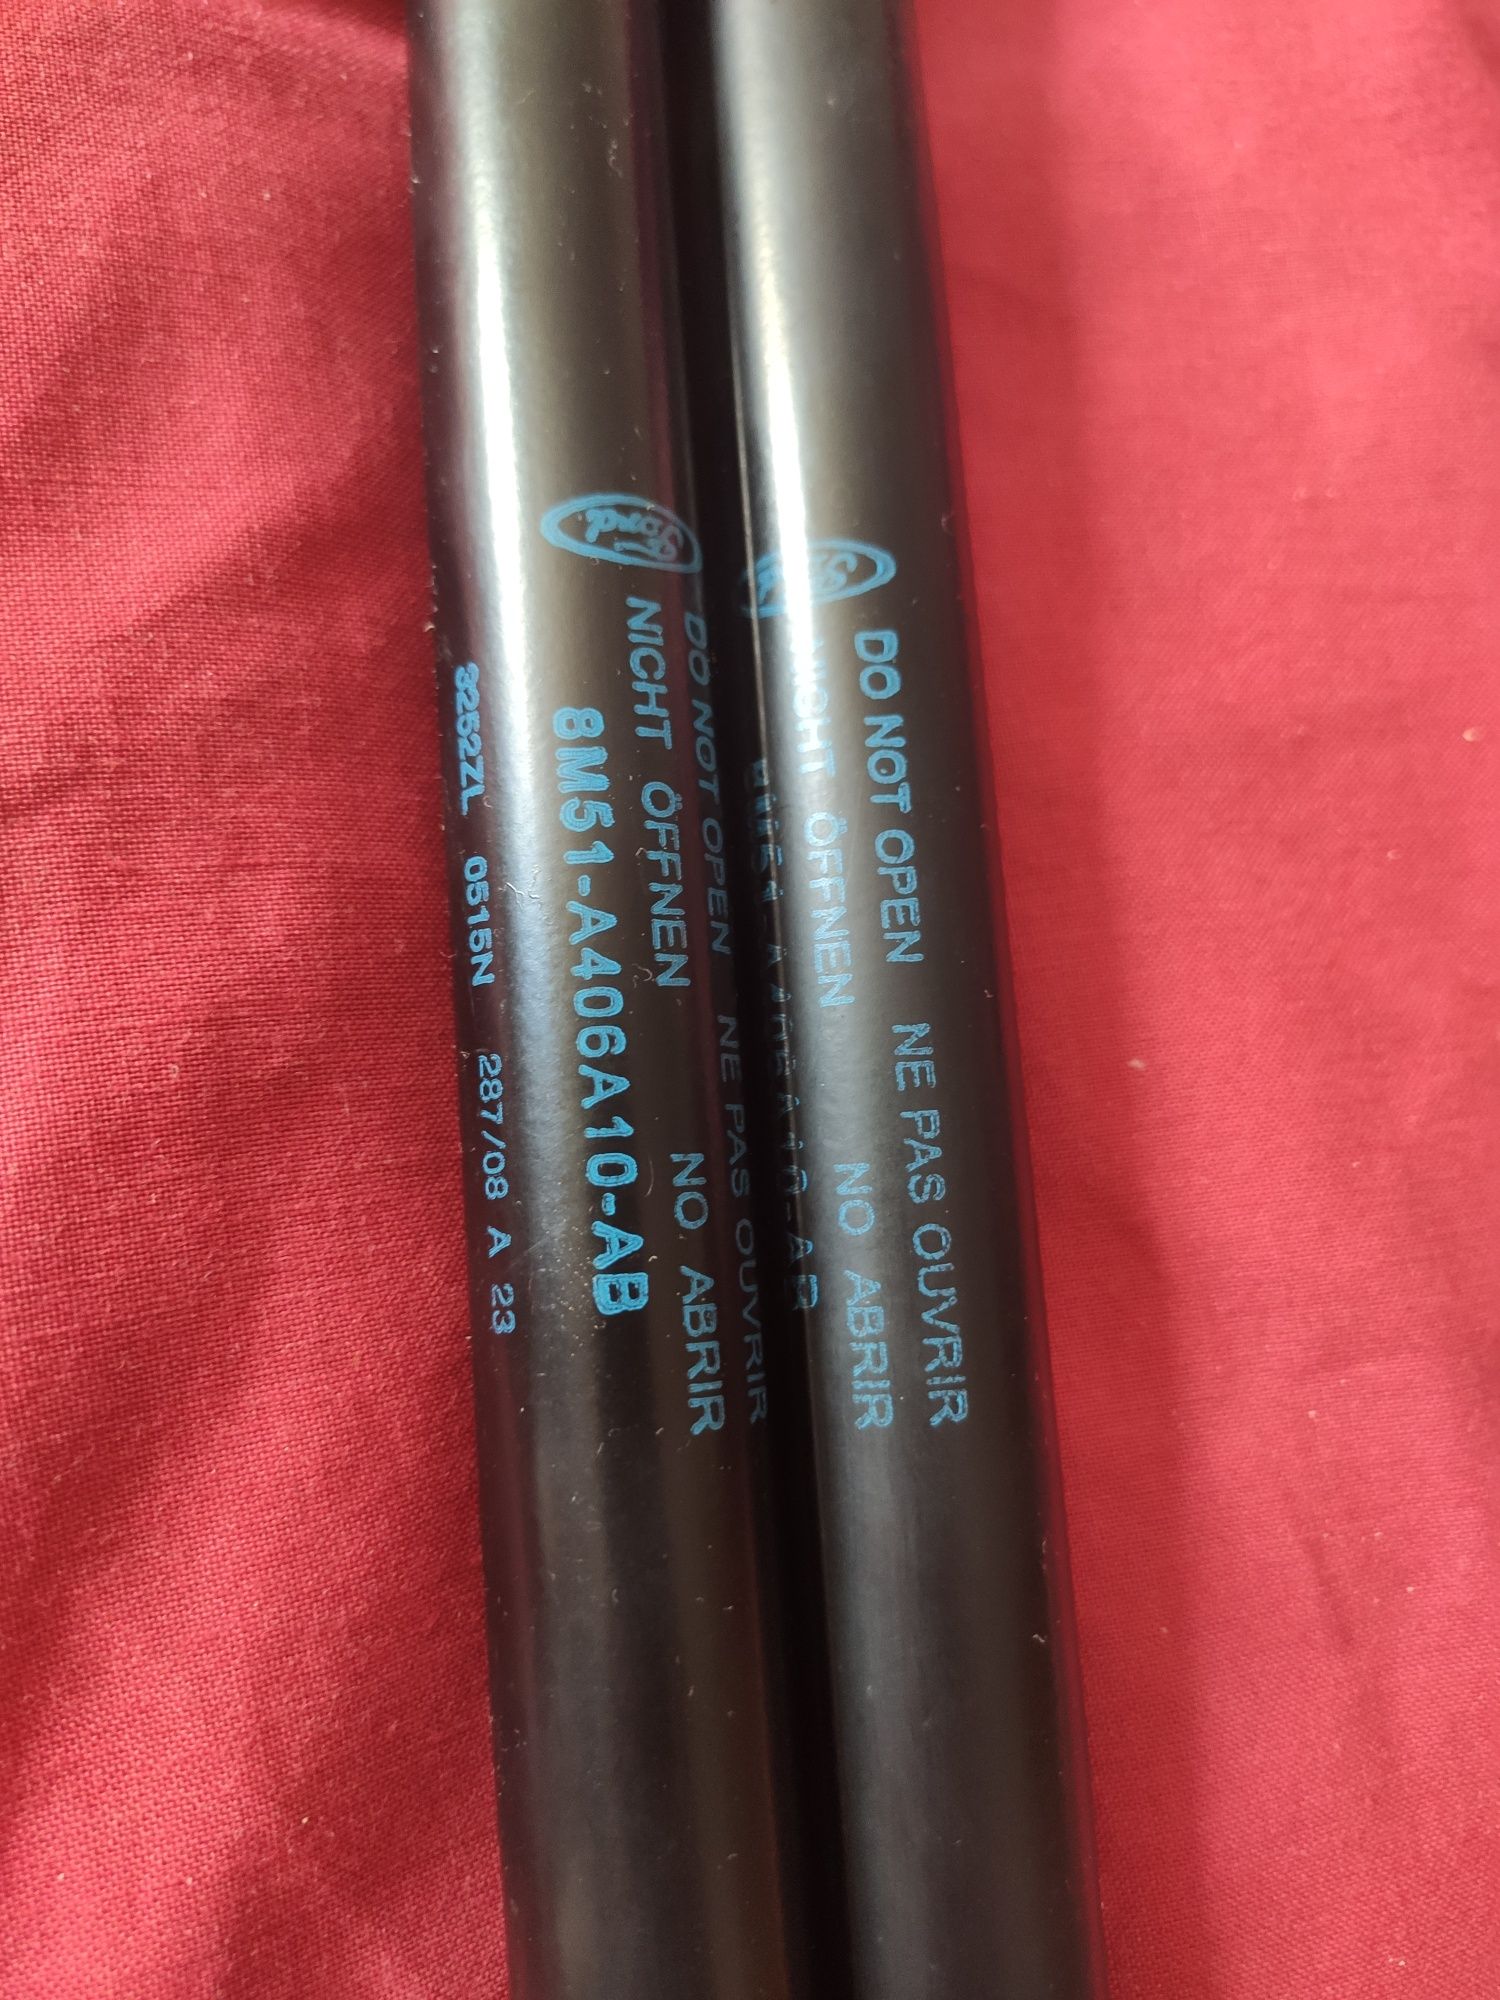 Ford
DO NOT OPEN NE PAS OUVRIR
NICHT ÖFFNEN NO ABRIR
8M51-A406A10-AB
3252ZL 0515N 287/08 A 23
DO NOT OPEN NE PAS OUVRIR
NICHT ÖFFNEN NO ABRIR